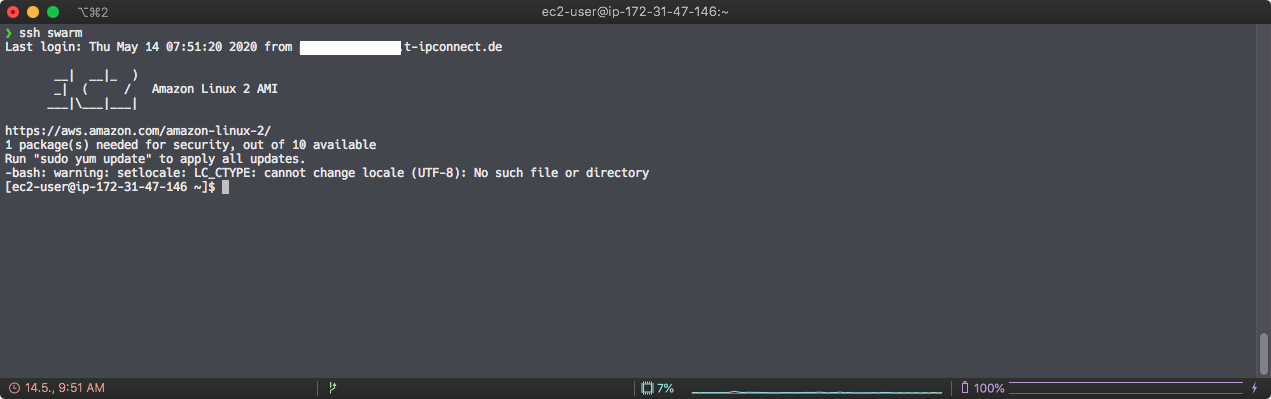 ⌥⌘2
ec2-user@ip-172-31-47-146:~
❯ ssh swarm
Last login: Thu May 14 07:51:20 2020 from .t-ipconnect.de
       __|  __|_  )
       _|  (     /   Amazon Linux 2 AMI
      ___|\___|___|
https://aws.amazon.com/amazon-linux-2/
1 package(s) needed for security, out of 10 available
Run "sudo yum update" to apply all updates.
-bash: warning: setlocale: LC_CTYPE: cannot change locale (UTF-8): No such file or directory
[ec2-user@ip-172-31-47-146 ~]$
14.5., 9:51 AM
7%
100%